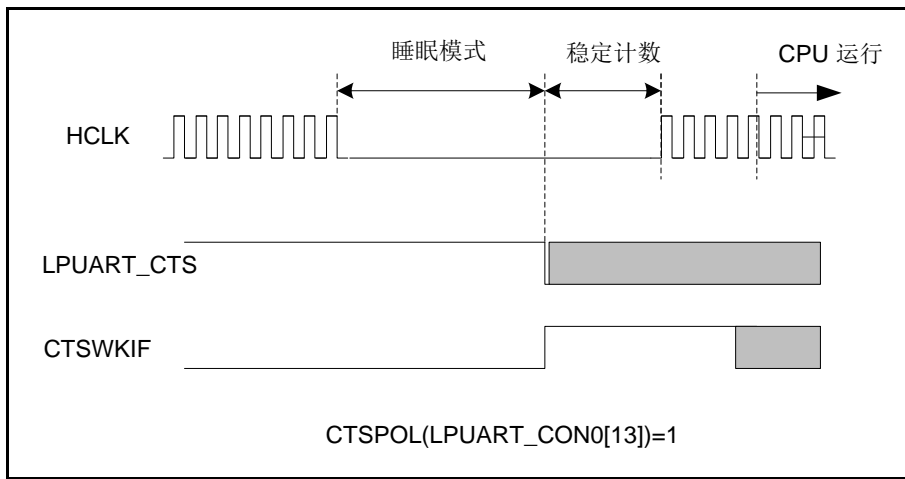 睡眠模式 稳定计数 CPU 运行
HCLK
LPUART_CTS
CTSWKIF
CTSPOL(LPUART_CON0[13])=1